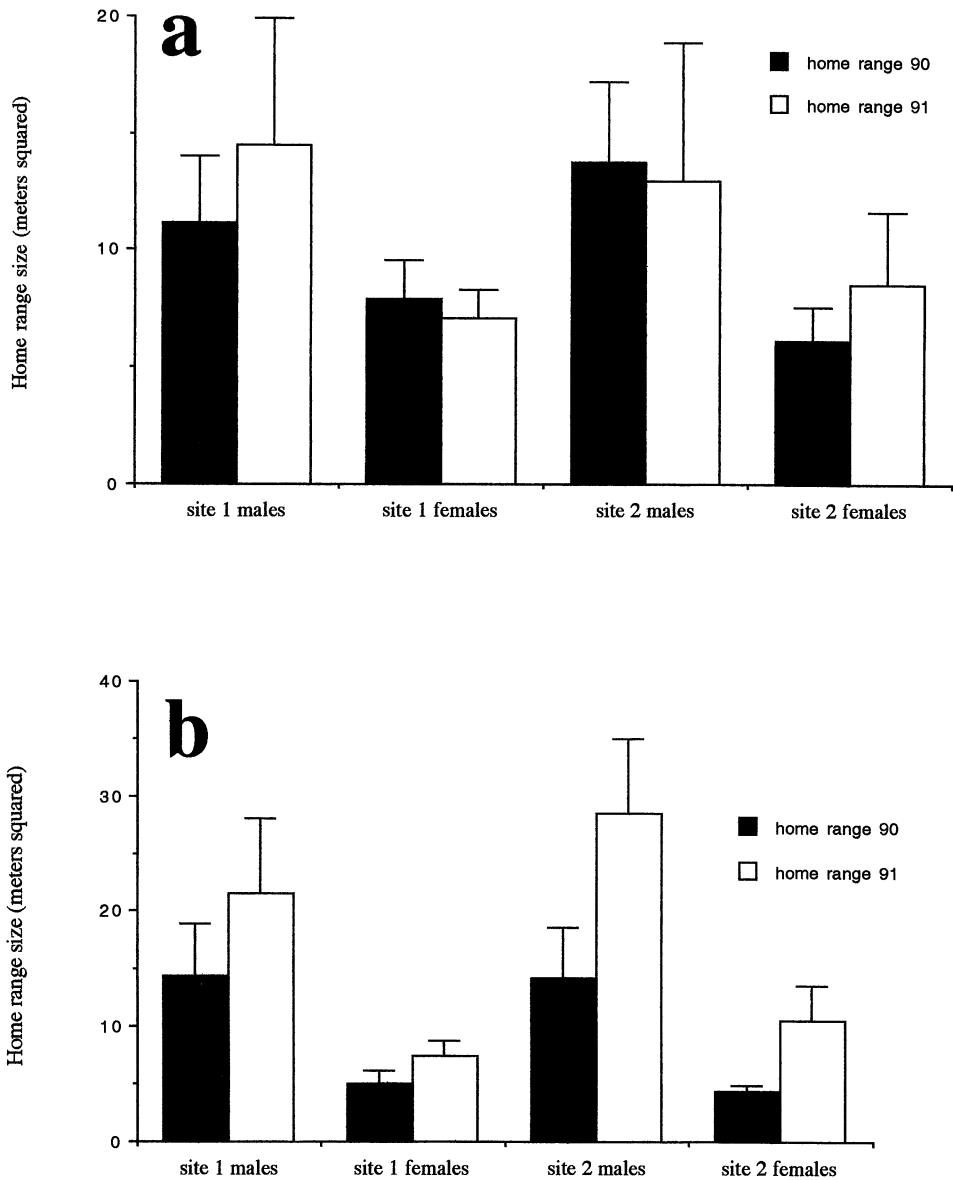 a
20
10
0
Home range size (meters squared)
home range 90
home range 91
site 1 males
site 1 females
site 2 males
site 2 females
b
40
30
20
10
0
Home range size (meters squared)
home range 90
home range 91
site 1 males
site 1 females
site 2 males
site 2 females